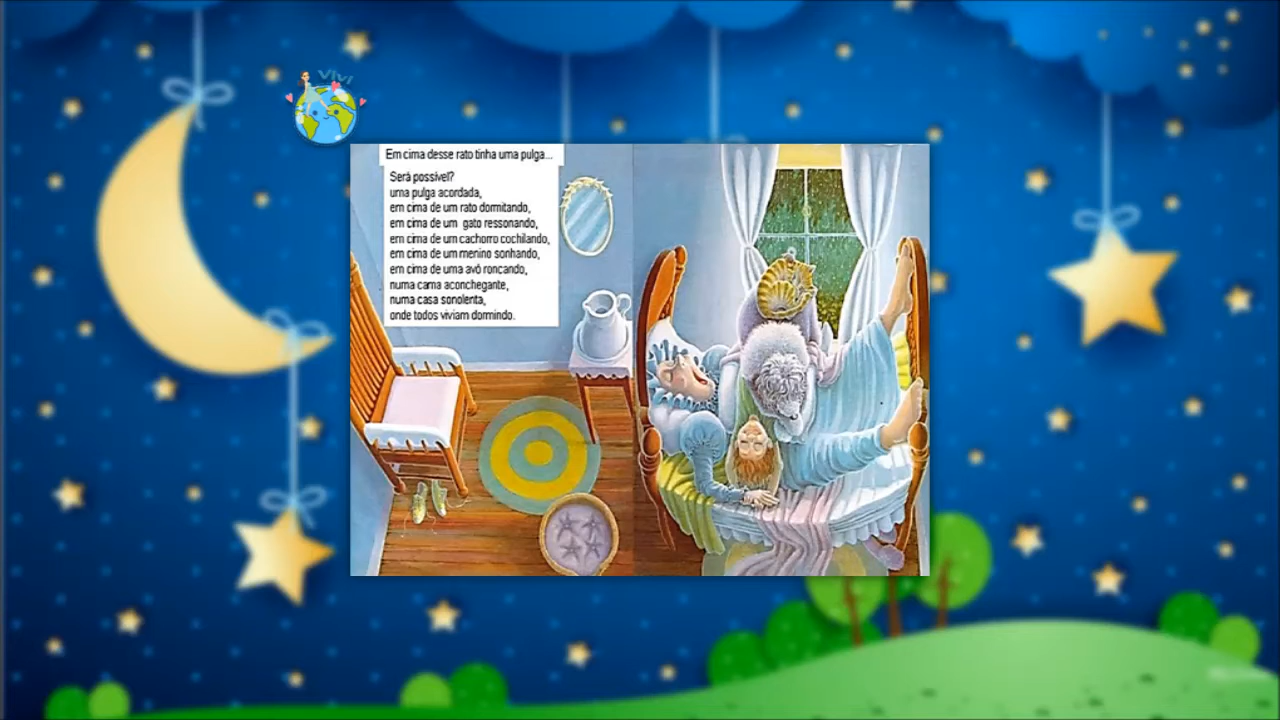 Vivi
Em cima desse rato tinha uma pulga...
Será possível?
uma pulga acordada,
em cima de um rato dormitando,
em cima de um gato ressonando,
em cima de um cachorro cochilando,
em cima de um menino sonhando,
em cima de uma avó roncando,
numa cama aconchegante,
numa casa sonolenta,
onde todos viviam dormindo.